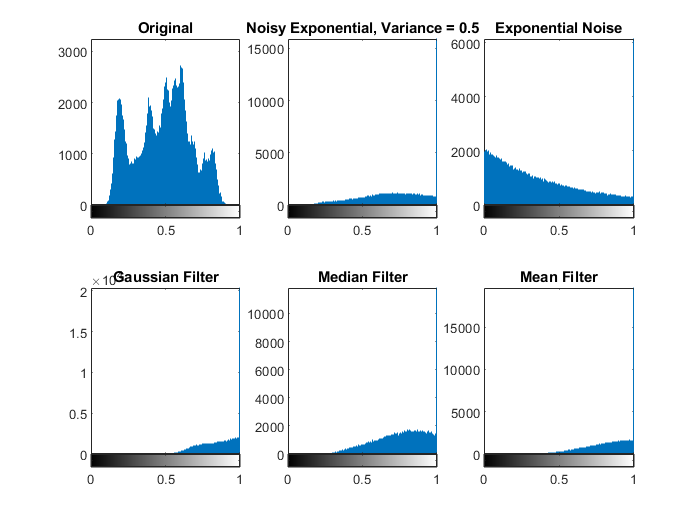 Original
3000
2000
1000
0
0 0.5 1
Noisy Exponential, Variance = 0.5
15000
10000
5000
0
0 0.5 1
Exponential Noise
6000
4000
2000
0
0 0.5 1
Gaussian Filter
2 × 10
1.5
1
0.5
0
0 0.5 1
Median Filter
10000
8000
6000
4000
2000
0
0 0.5 1
Mean Filter
15000
10000
5000
0
0 0.5 1